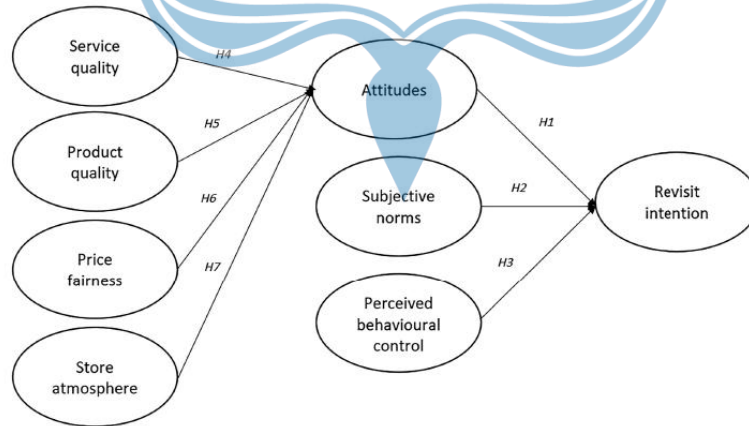 Service
quality
H4
Attitudes
Product
quality
H5
H1
H6
Subjective
norms
H2
Revisit
intention
Price
fairness
H7
H3
Perceived
behavioural
control
Store
atmosphere